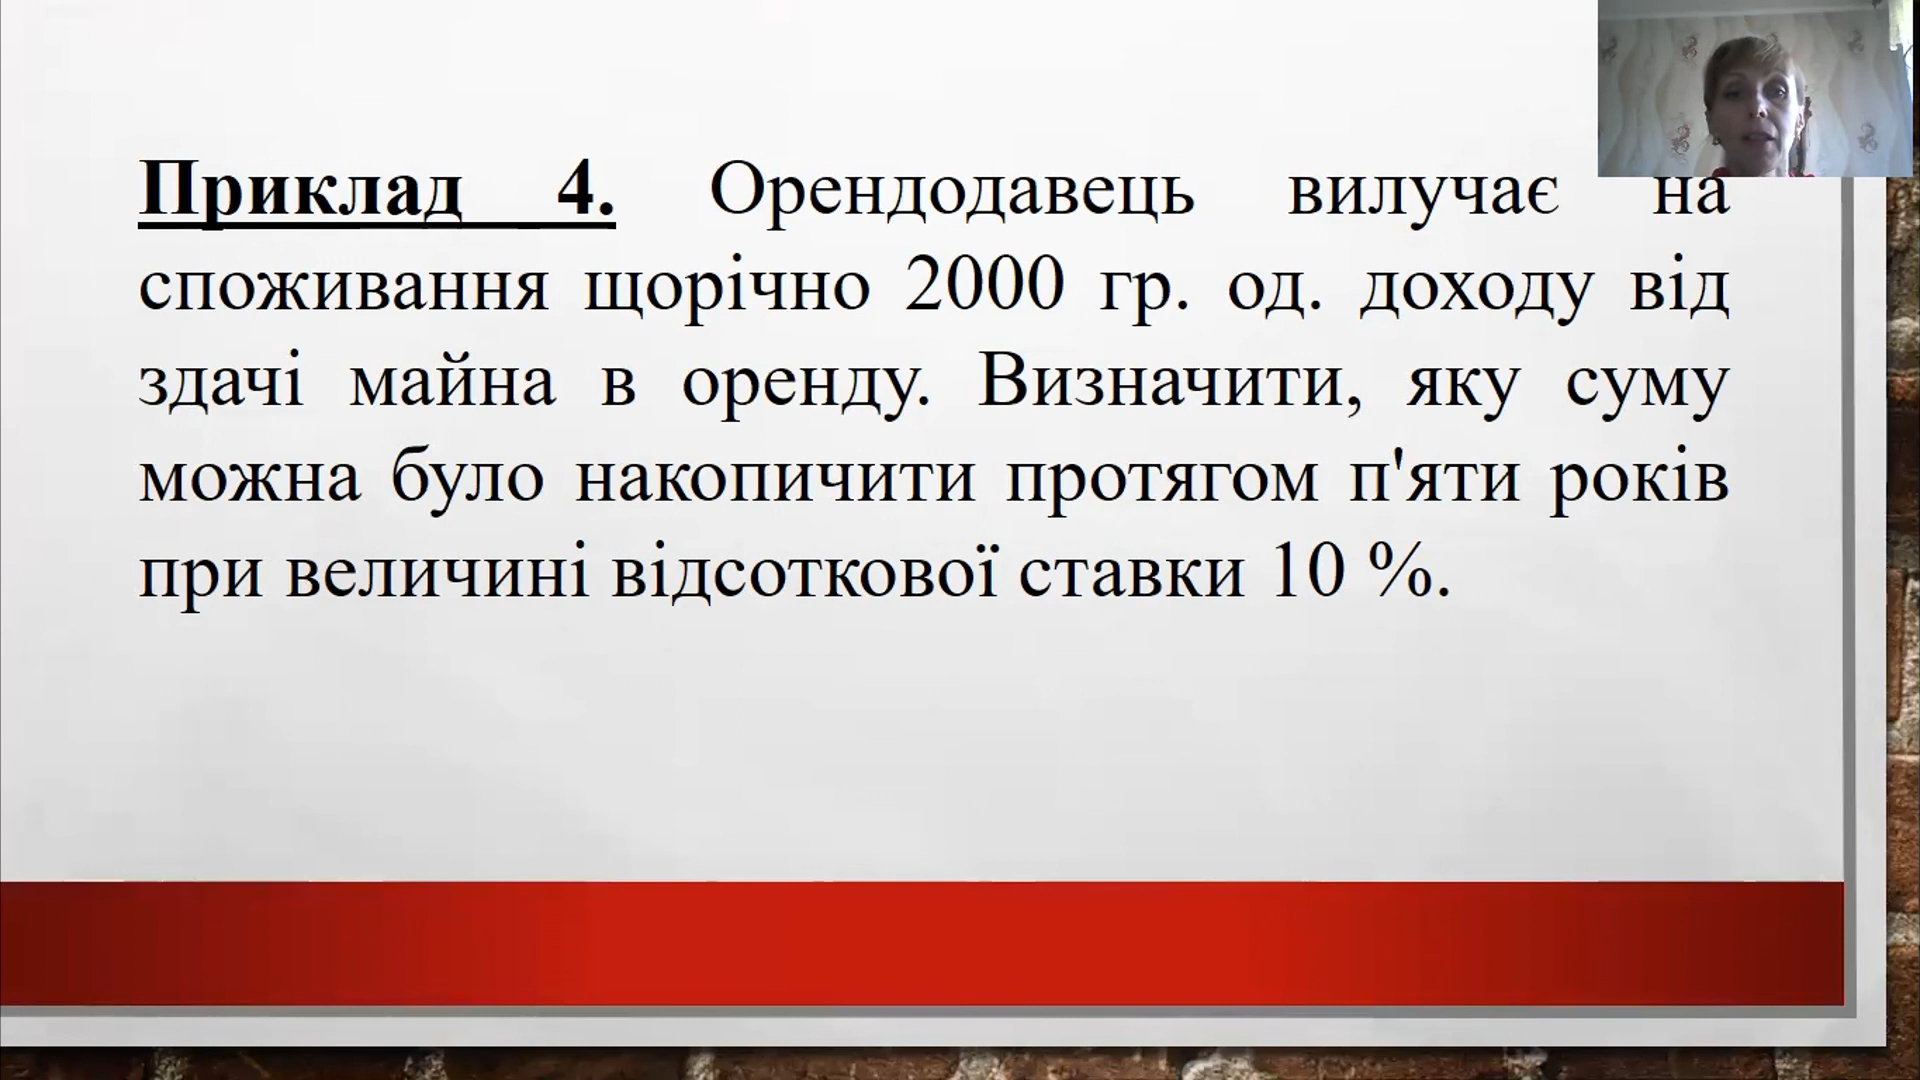 Приклад 4. Орендодавець вилучає на
споживання щорічно 2000 гр. од. доходу від
здачі майна в оренду. Визначити, яку суму
можна було накопичити протягом п'яти років
при величині відсоткової ставки 10 %.